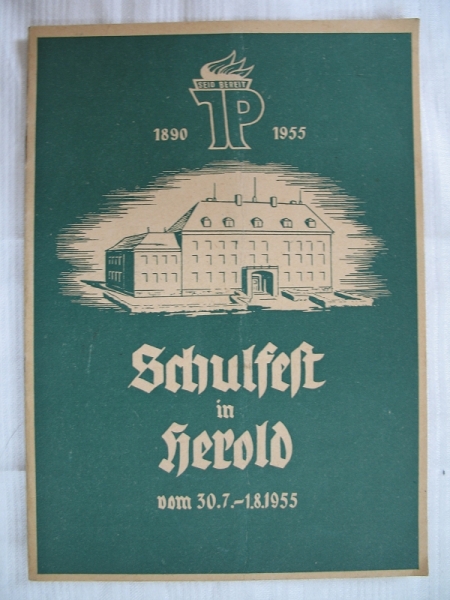 SEID BEREIT
JP
1890 1955
Schulfest
in
Herold
vom 30.7.-1.8.1955